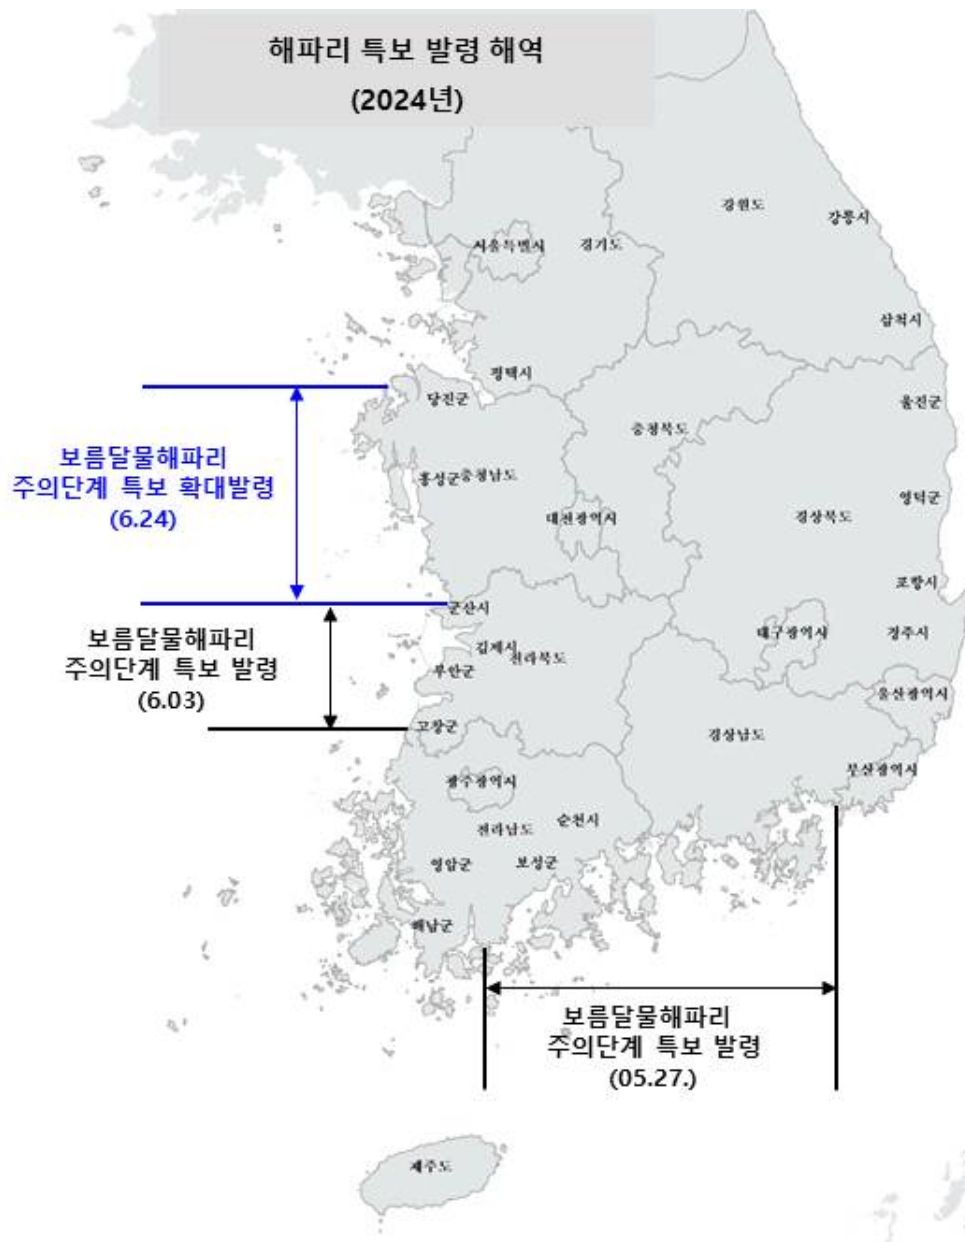 해파리 특보 발령 해역
(2024년)
강원도
강릉시
서울특별시
경기도
삼척시
평택시
당진군
울진군
충청북도
보름달물해파리
주의단계 특보 확대발령
(6.24)
홍성군
충청남도
대전광역시
경상북도
영덕군
포항시
군산시
보름달물해파리
주의단계 특보 발령
(6.03)
김제시
전라북도
부안군
대구광역시
경주시
울산광역시
고창군
경상남도
부산광역시
광주광역시
전라남도
순천시
영암군
보성군
해남군
보름달물해파리
주의단계 특보 발령
(05.27.)
제주도